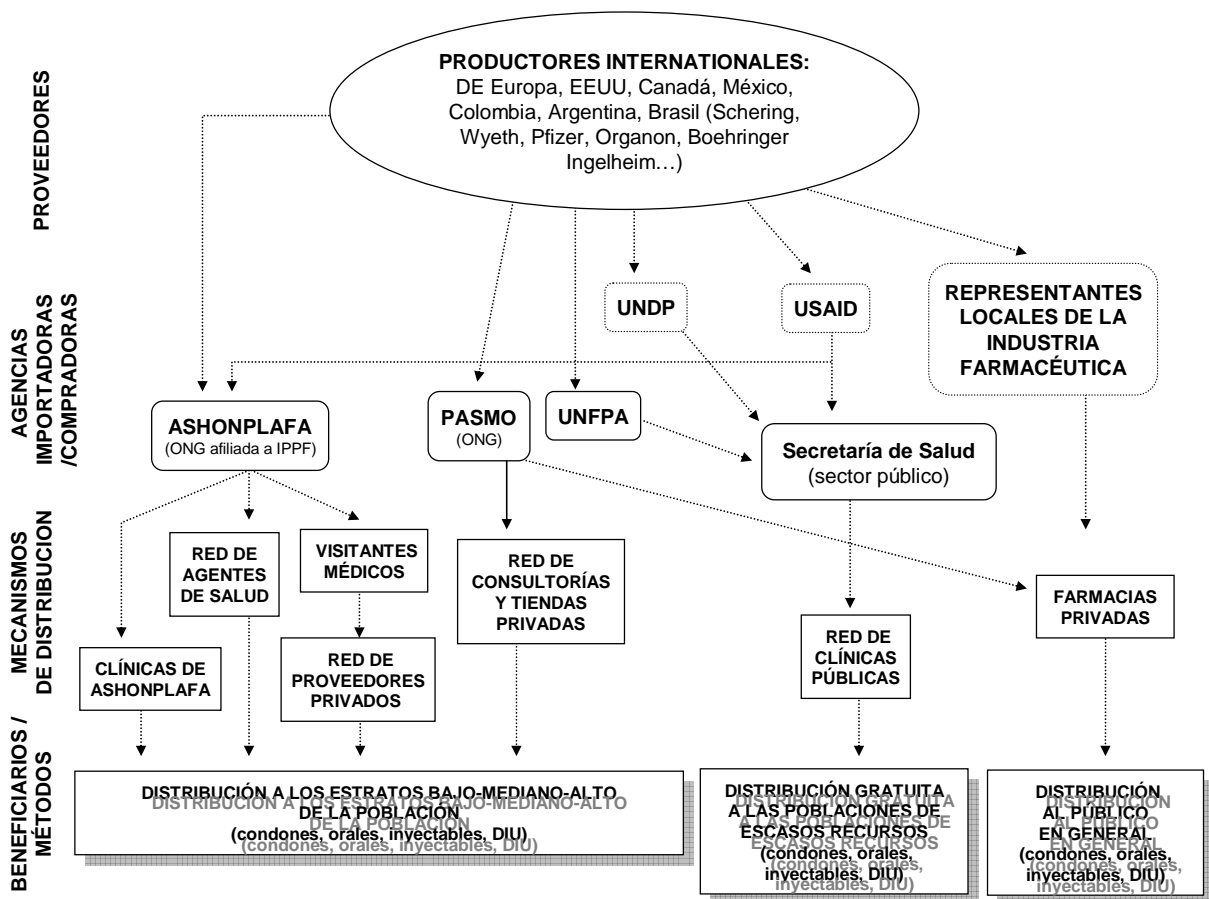 PROVEEDORES
PRODUCTORES INTERNATIONALES:
DE Europa, EEUU, Canadá, México,
Colombia, Argentina, Brasil (Schering,
Wyeth, Pfizer, Organon, Boehringer
Ingelheim…)
AGENCIAS
IMPORTADORAS
/COMPRADORAS
UNDP
USAID
REPRESENTANTES
LOCALES DE LA
INDUSTRIA
FARMACÉUTICA
ASHONPLAFA
(ONG afiliada a IPPF)
PASMO
(ONG)
UNFPA
Secretaría de Salud
(sector público)
MECANISMOS
DE DISTRIBUCION
CLÍNICAS DE
ASHONPLAFA
RED DE
AGENTES
DE SALUD
VISITANTES
MÉDICOS
RED DE
PROVEEDORES
PRIVADOS
RED DE
CONSULTORÍAS
Y TIENDAS
PRIVADAS
RED DE
CLÍNICAS
PÚBLICAS
FARMACIAS
PRIVADAS
BENEFICIARIOS /
MÉTODOS
DISTRIBUCIÓN A LOS ESTRATOS BAJO-MEDIANO-ALTO
DE LA POBLACIÓN
(condones, orales, inyectables, DIU)
DISTRIBUCIÓN GRATUITA
A LAS POBLACIONES DE
ESCASOS RECURSOS
(condones, orales,
inyectables, DIU)
DISTRIBUCIÓN
AL PÚBLICO
EN GENERAL
(condones, orales,
inyectables, DIU)